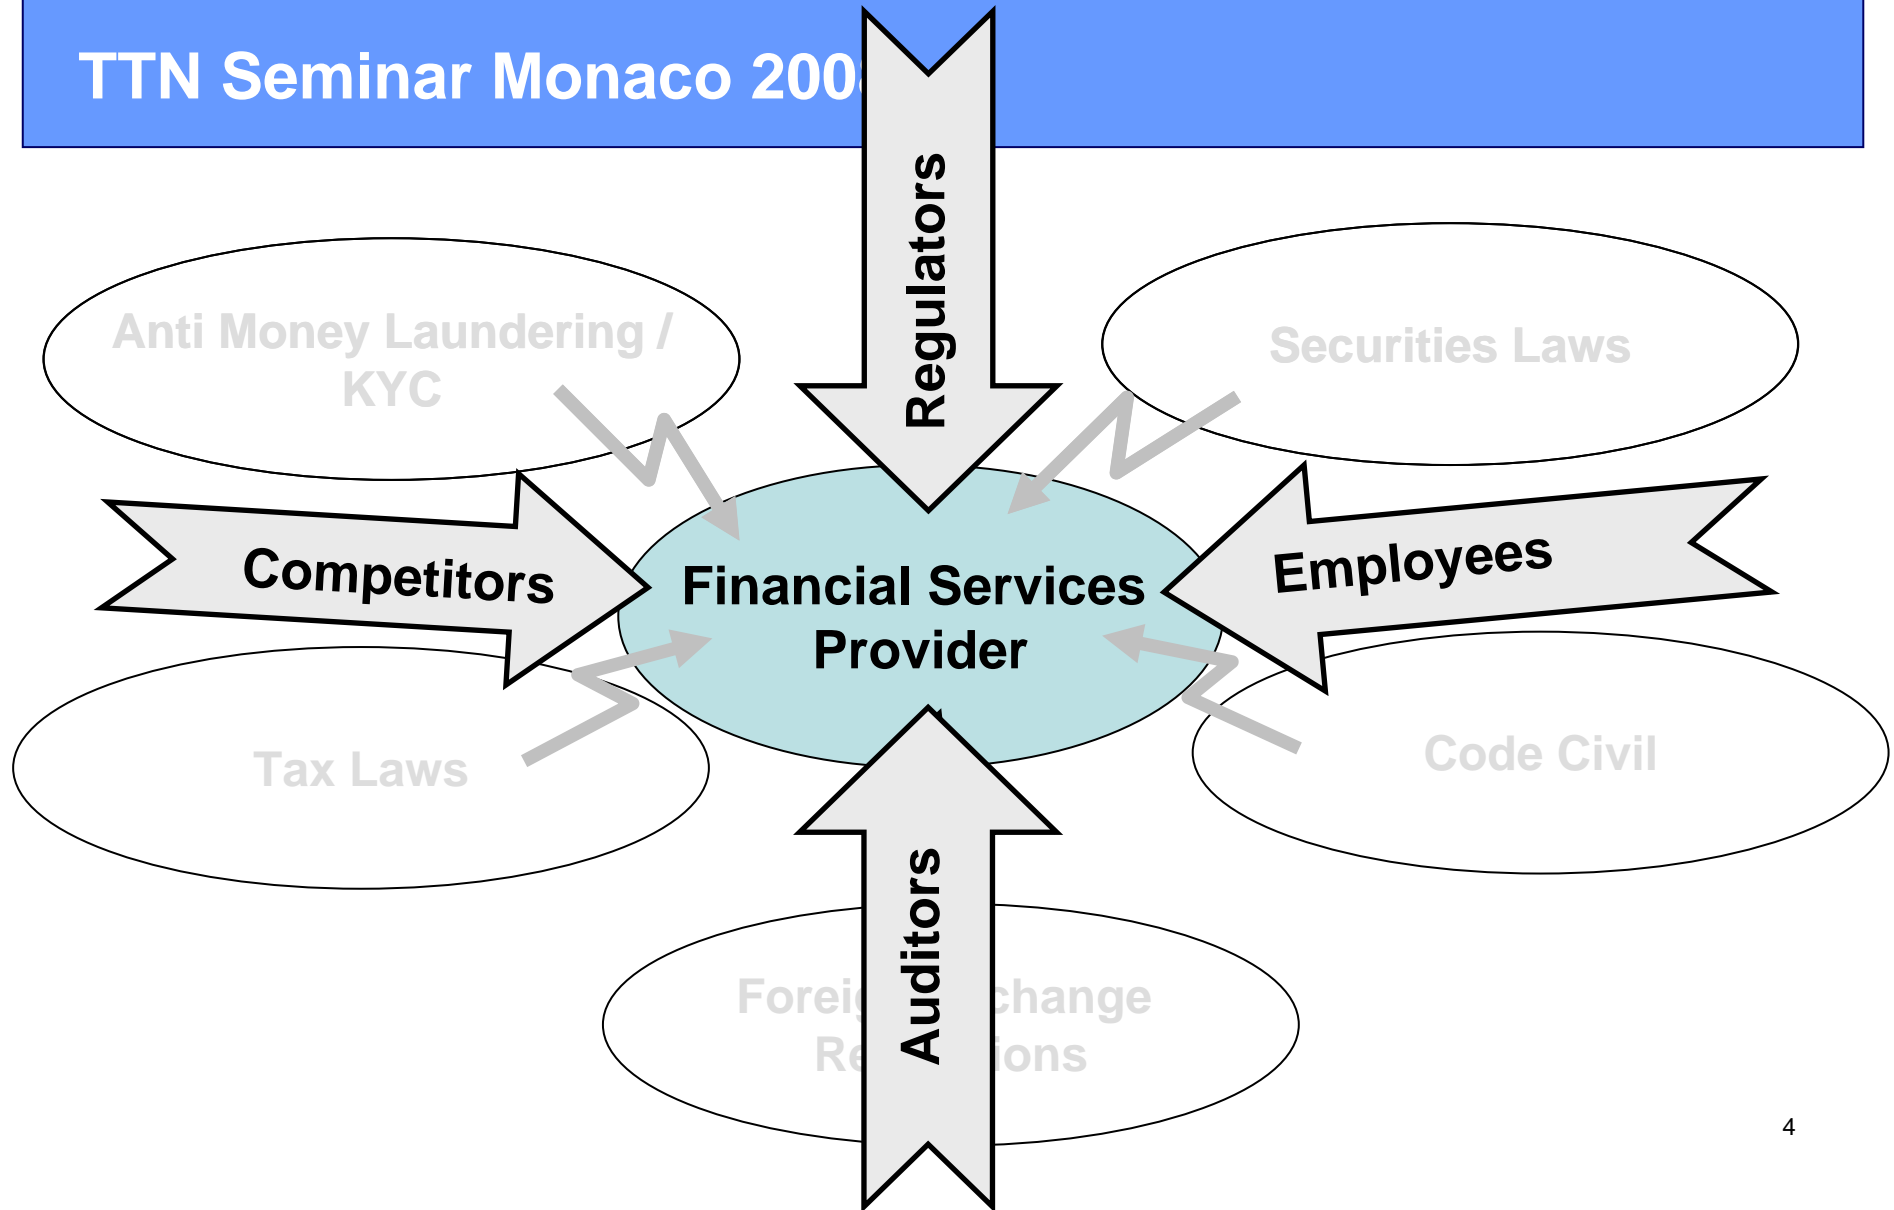 TTN Seminar Monaco 200
Regulators
Anti Money Laundering /
KYC
Securities Laws
Competitors
Employees
Financial Services
Provider
Tax Laws
Code Civil
Auditors
Foreig change
Re ions
4